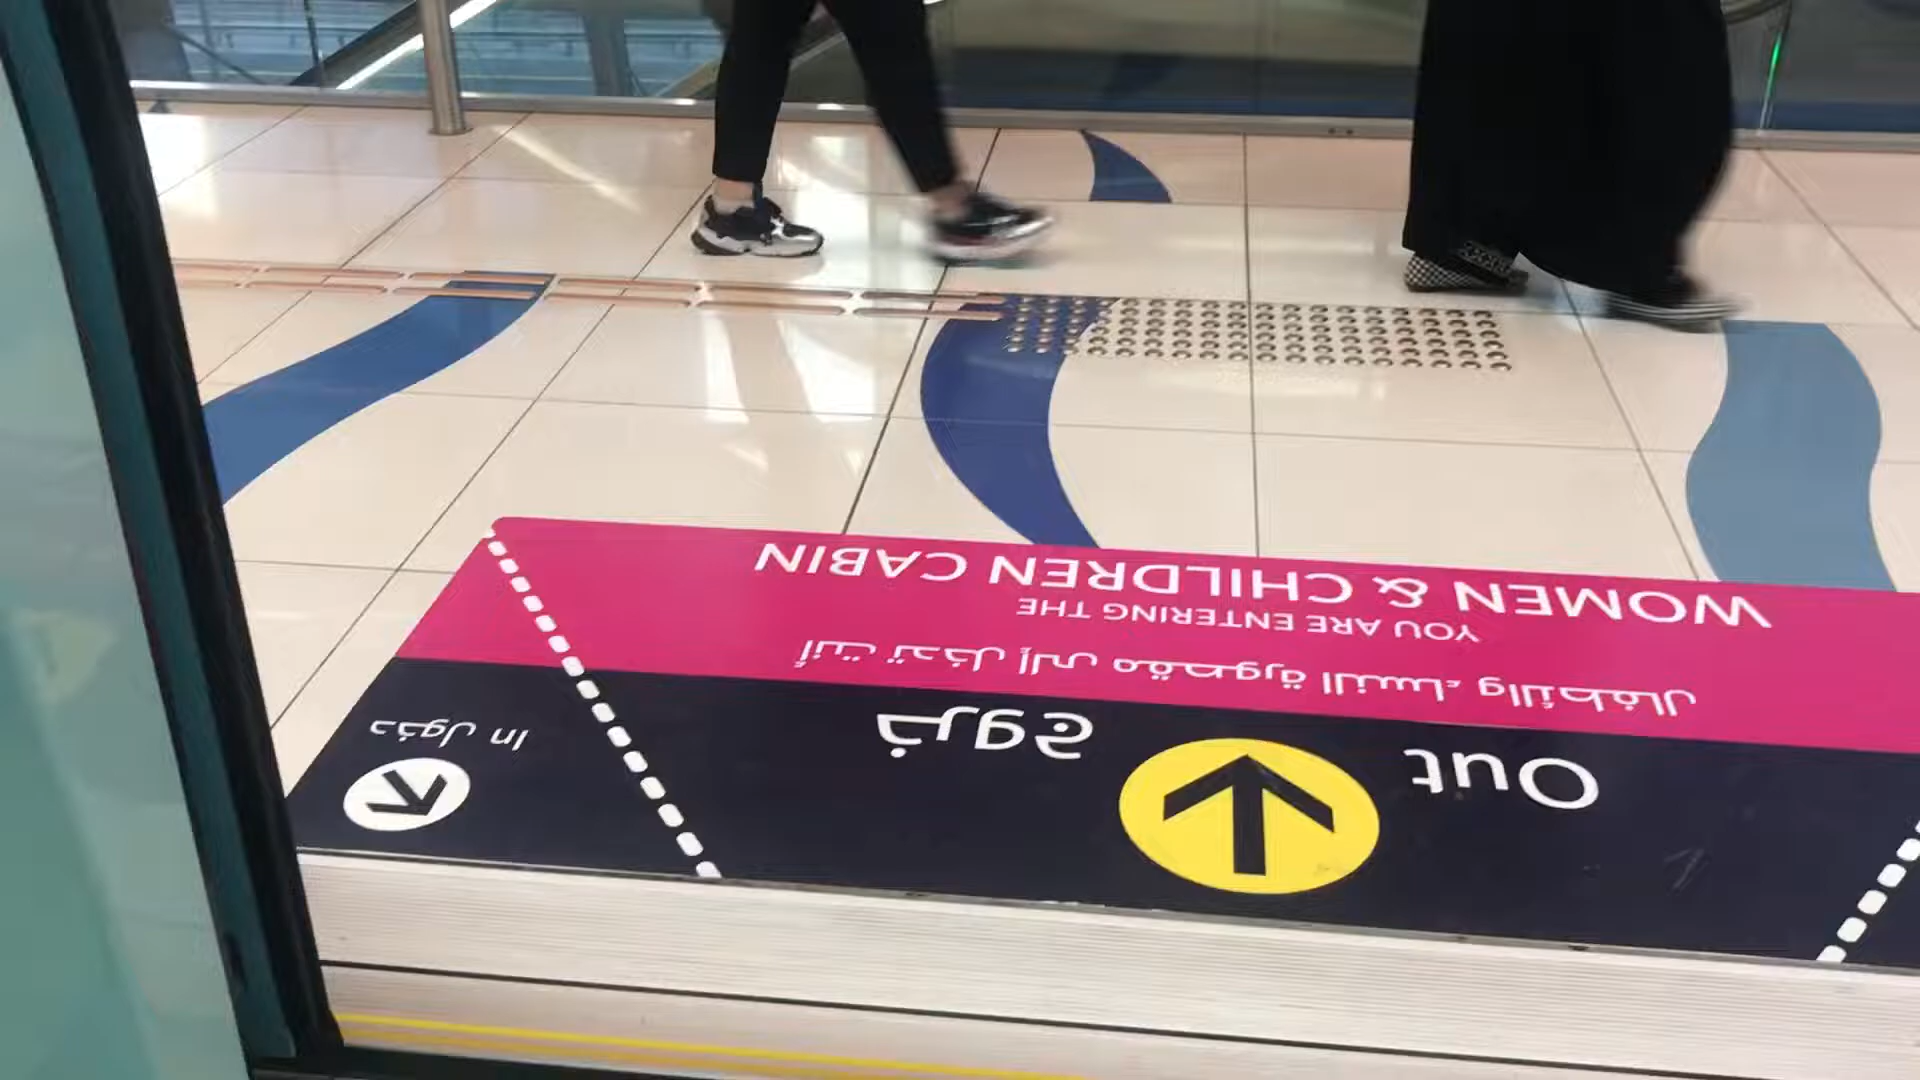 Out
خروج
In دخول
أنت تدخل إلى مقصورة النساء والأطفال
YOU ARE ENTERING THE
WOMEN & CHILDREN CABIN